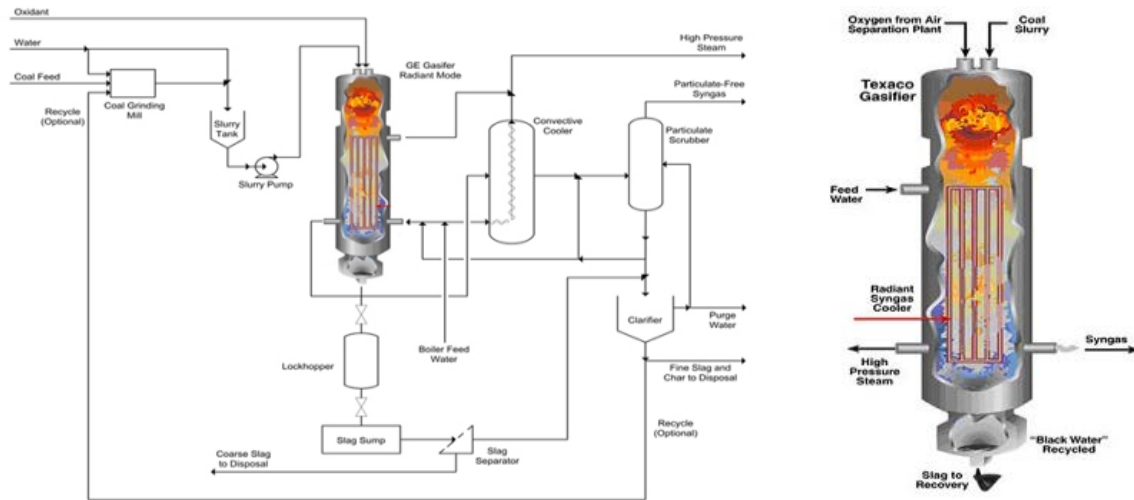 Oxidant
Water
Coal Feed
Recycle
(Optional)
Coal Grinding
Mill
Slurry
Tank
Slurry Pump
GE Gasifer
Radiant Mode
High Pressure
Steam
Particulate-Free
Syngas
Convective
Cooler
Particulate
Scrubber
Boiler Feed
Water
Clarifier
Purge
Water
Lockhopper
Fine Slag and
Char to Disposal
Slag Sump
Slag
Separator
Coarse Slag
to Disposal
Recycle
(Optional)
Oxygen from Air
Separation Plant
Coal
Slurry
Texaco
Gasifier
Feed
Water
Radiant
Syngas
Cooler
High
Pressure
Steam
Syngas
"Black Water"
Recycled
Slag to
Recovery